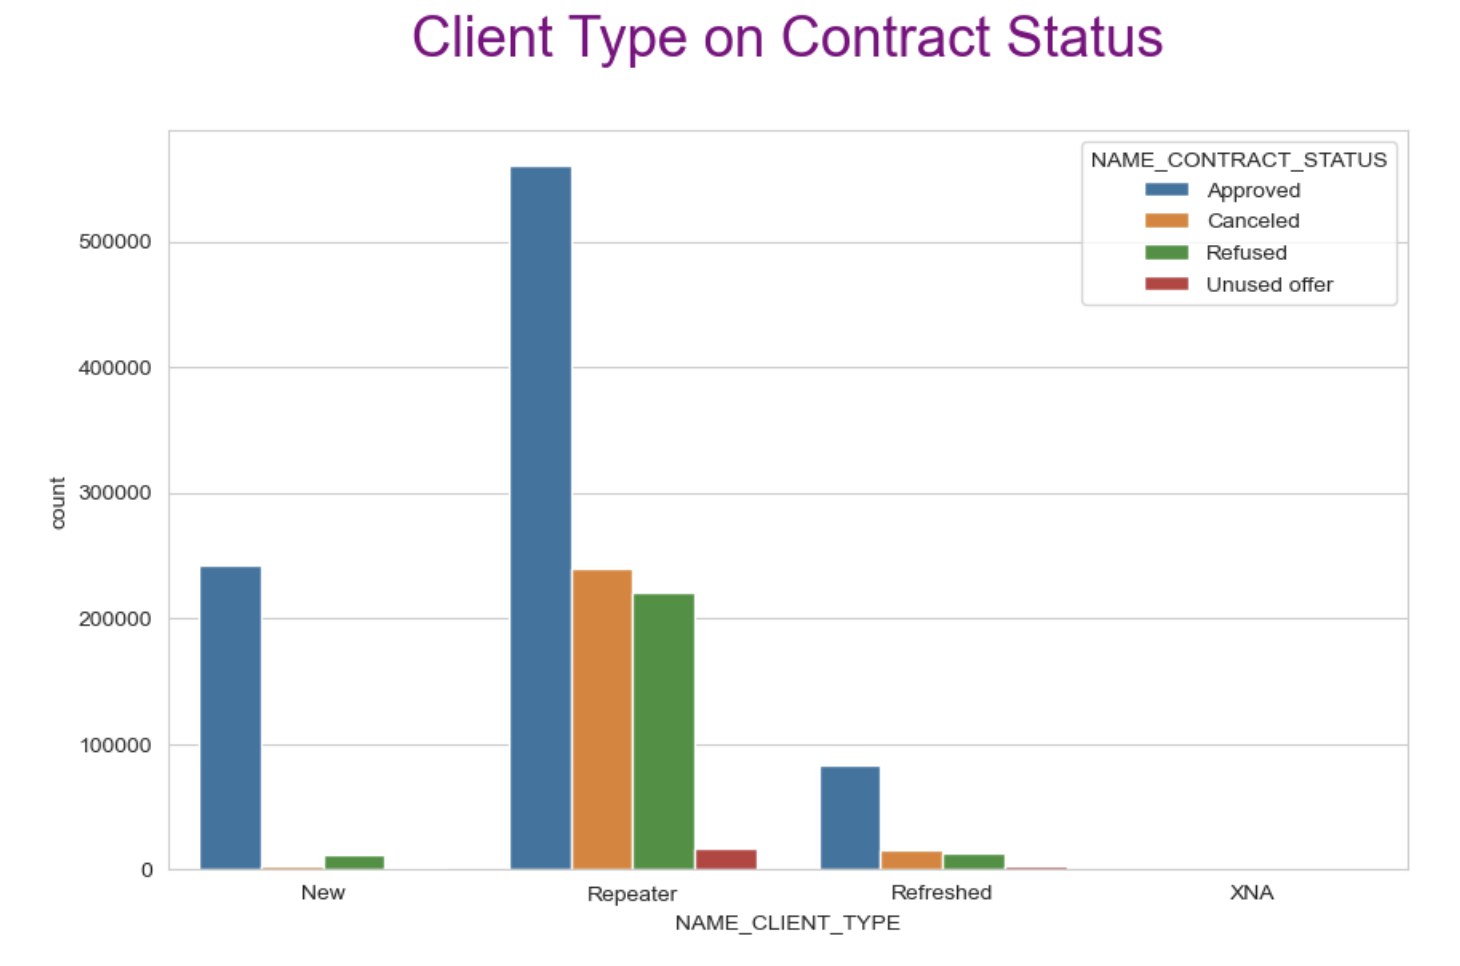 Client Type on Contract Status
NAME_CONTRACT_STATUS
Approved
Canceled
Refused
Unused offer
500000
400000
300000
200000
100000
0
count
New
Repeater
Refreshed
XNA
NAME_CLIENT_TYPE